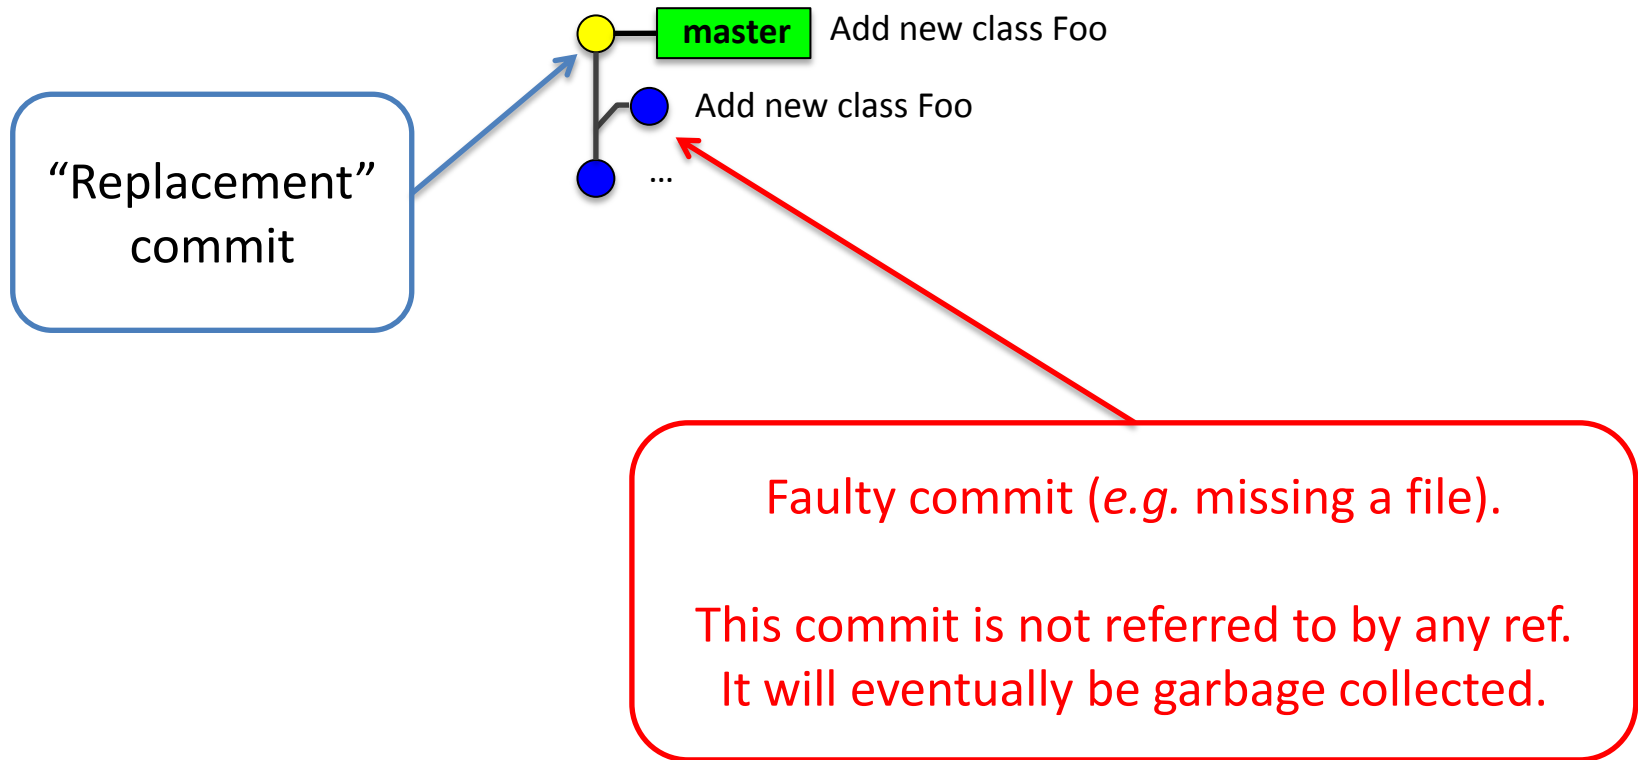 master Add new class Foo
Add new class Foo
...
“Replacement”
commit
Faulty commit (e.g. missing a file).
This commit is not referred to by any ref.
It will eventually be garbage collected.